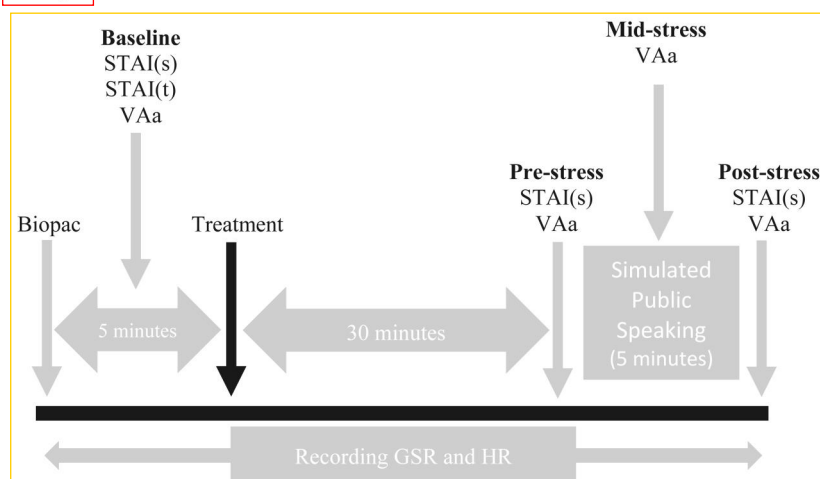 Baseline
STAI(s)
STAI(t)
VAa
Mid-stress
VAa
Pre-stress
STAI(s)
VAa
Post-stress
STAI(s)
VAa
Biopac
Treatment
5 minutes
30 minutes
Simulated
Public
Speaking
(5 minutes)
Recording GSR and HR